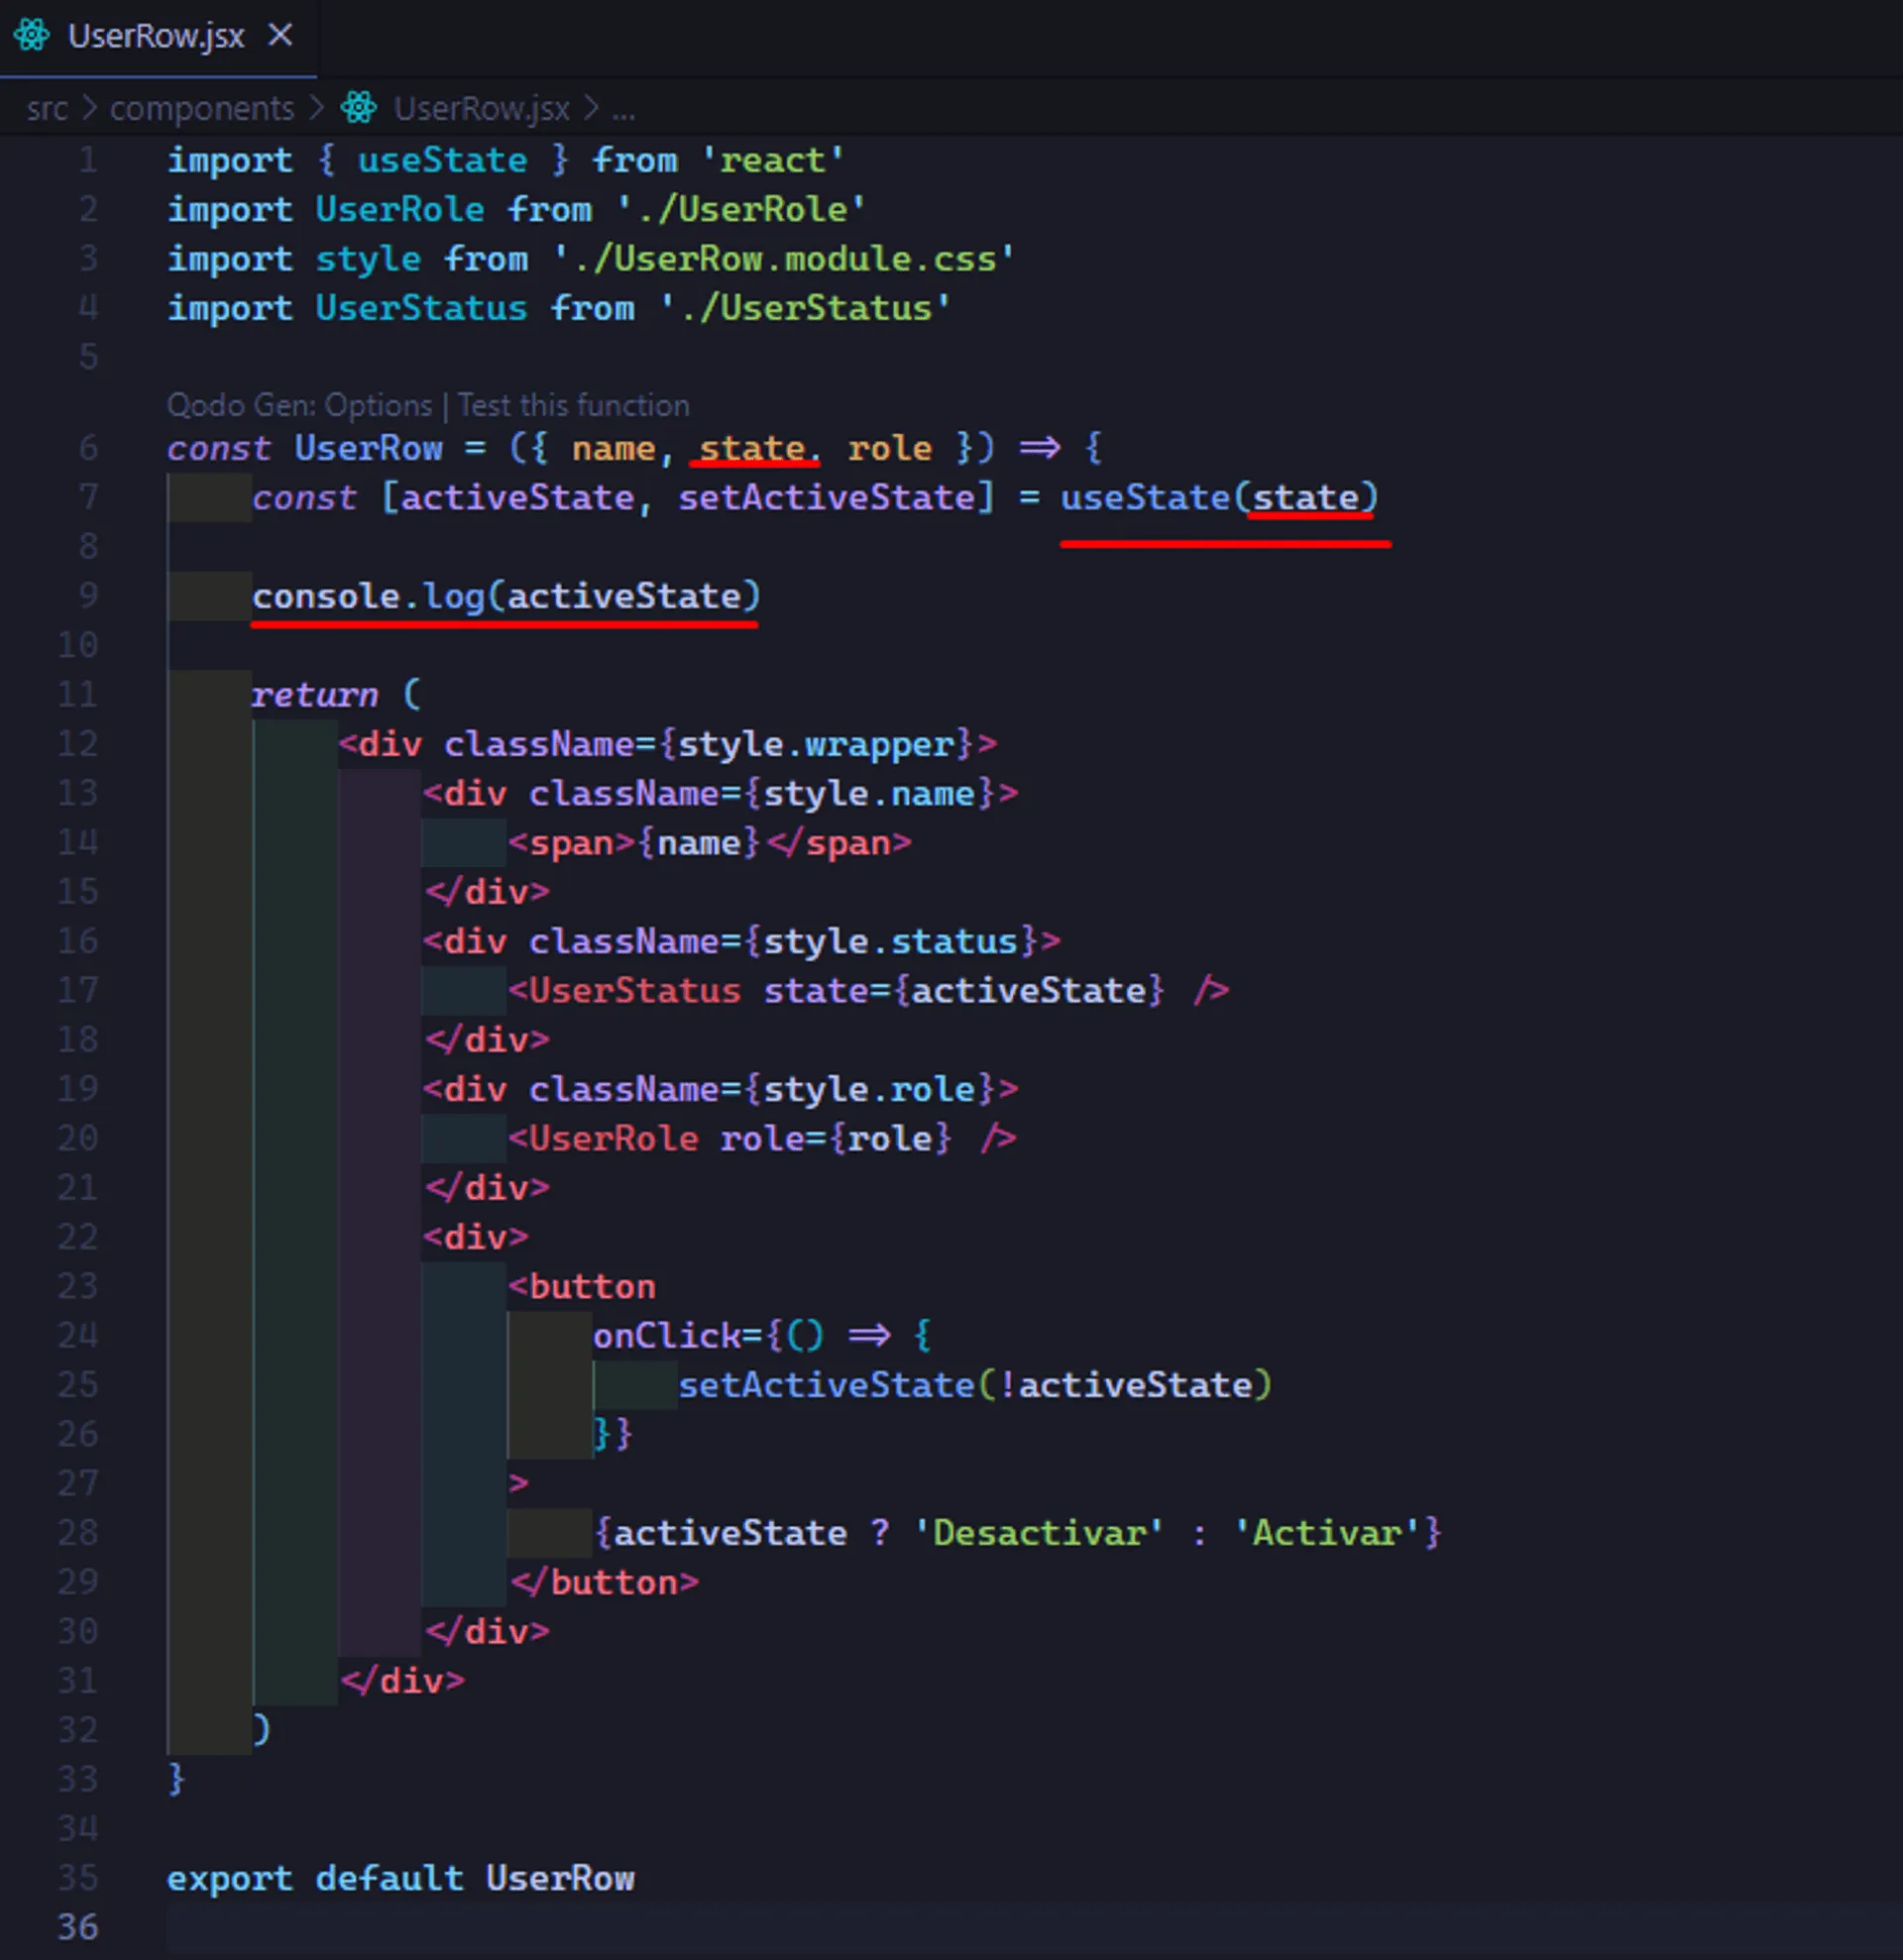 UserRow.jsx ×
src > components > UserRow.jsx > ...
1 import { useState } from 'react'
2 import UserRole from './UserRole'
3 import style from './UserRow.module.css'
4 import UserStatus from './UserStatus'
5
Qodo Gen: Options | Test this function
6 const UserRow = ({ name, state, role }) => {
7 const [activeState, setActiveState] = useState(state)
8
9 console.log(activeState)
10
11 return (
12 <div className={style.wrapper}>
13 <div className={style.name}>
14 <span>{name}</span>
15 </div>
16 <div className={style.status}>
17 <UserStatus state={activeState} />
18 </div>
19 <div className={style.role}>
20 <UserRole role={role} />
21 </div>
22 <div>
23 <button
24 onClick={() => {
25 setActiveState(!activeState)
26 }}
27 >
28 {activeState ? 'Desactivar' : 'Activar'}
29 </button>
30 </div>
31 </div>
32 )
33 }
34
35 export default UserRow
36